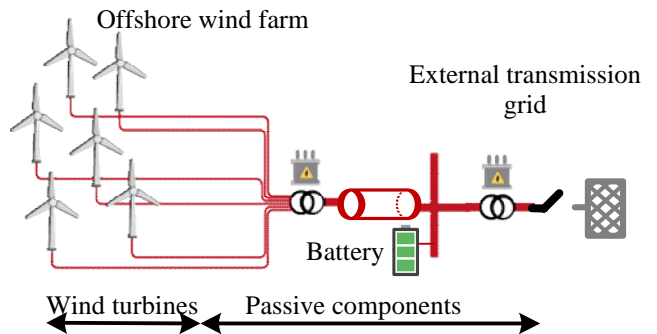 Offshore wind farm
External transmission
grid
Battery
Wind turbines
Passive components